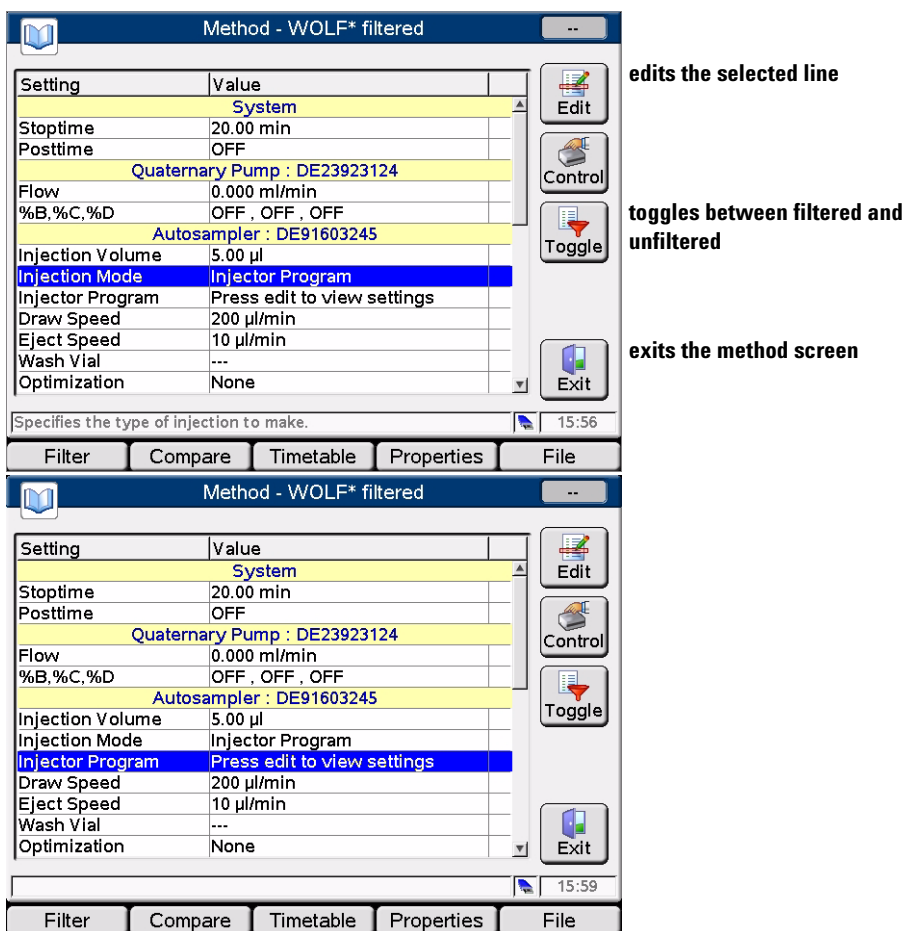 Method - WOLF* filtered --
Setting Value
System
Stoptime 20.00 min
Posttime OFF
Quaternary Pump : DE23923124
Flow 0.000 ml/min
%B,%C,%D OFF , OFF , OFF
Autosampler : DE91603245
Injection Volume 5.00 µl
Injection Mode Injector Program
Injector Program Press edit to view settings
Draw Speed 200 µl/min
Eject Speed 10 µl/min
Wash Vial ---
Optimization None
Specifies the type of injection to make. 15:56
Filter Compare Timetable Properties File
Edit
Control
Toggle
Exit
edits the selected line
toggles between filtered and
unfiltered
exits the method screen
Method - WOLF* filtered --
Setting Value
System
Stoptime 20.00 min
Posttime OFF
Quaternary Pump : DE23923124
Flow 0.000 ml/min
%B,%C,%D OFF , OFF , OFF
Autosampler : DE91603245
Injection Volume 5.00 µl
Injection Mode Injector Program
Injector Program Press edit to view settings
Draw Speed 200 µl/min
Eject Speed 10 µl/min
Wash Vial ---
Optimization None
15:59
Filter Compare Timetable Properties File
Edit
Control
Toggle
Exit